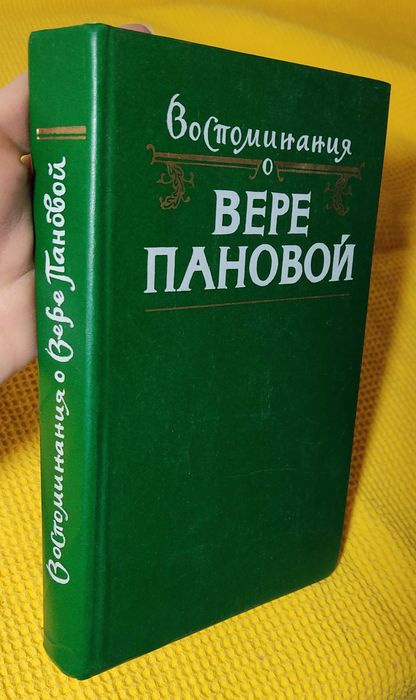 Воспоминания
о
ВЕРЕ
ПАНОВОЙ
Воспоминания о Вере Пановой